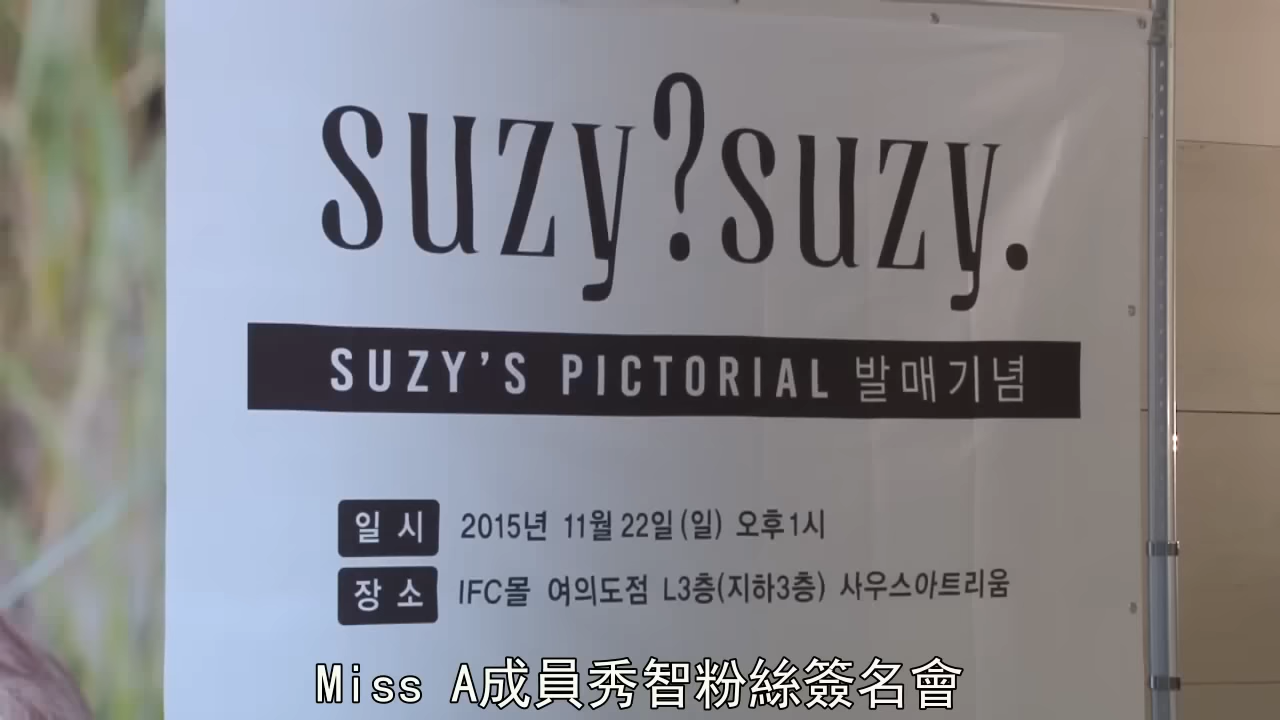 suzy?suzy.
SUZY'S PICTORIAL 발매기념
일 시 2015년 11월 22일(일) 오후1시
장 소 IFC몰 여의도점 L3층(지하3층) 사우스아트리움
Miss A成員秀智粉絲簽名會